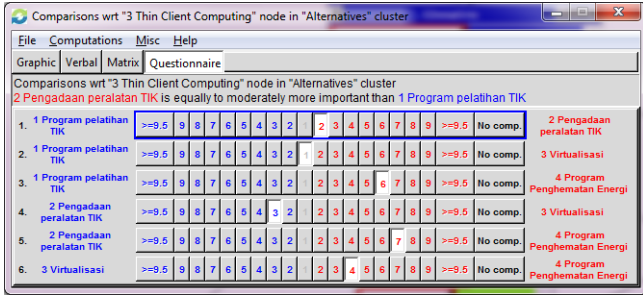 Comparisons wrt "3 Thin Client Computing" node in "Alternatives" cluster
File Computations Misc Help
Graphic Verbal Matrix Questionnaire
Comparisons wrt "3 Thin Client Computing" node in "Alternatives" cluster
2 Pengadaan peralatan TIK is equally to moderately more important than 1 Program pelatihan TIK
1. 1 Program pelatihan TIK >=9.5 9 8 7 6 5 4 3 2 1 2 3 4 5 6 7 8 9 >=9.5 No comp. 2 Pengadaan peralatan TIK
2. 1 Program pelatihan TIK >=9.5 9 8 7 6 5 4 3 2 1 2 3 4 5 6 7 8 9 >=9.5 No comp. 3 Virtualisasi
3. 1 Program pelatihan TIK >=9.5 9 8 7 6 5 4 3 2 1 2 3 4 5 6 7 8 9 >=9.5 No comp. 4 Program Penghematan Energi
4. 2 Pengadaan peralatan TIK >=9.5 9 8 7 6 5 4 3 2 1 2 3 4 5 6 7 8 9 >=9.5 No comp. 3 Virtualisasi
5. 2 Pengadaan peralatan TIK >=9.5 9 8 7 6 5 4 3 2 1 2 3 4 5 6 7 8 9 >=9.5 No comp. 4 Program Penghematan Energi
6. 3 Virtualisasi >=9.5 9 8 7 6 5 4 3 2 1 2 3 4 5 6 7 8 9 >=9.5 No comp. 4 Program Penghematan Energi